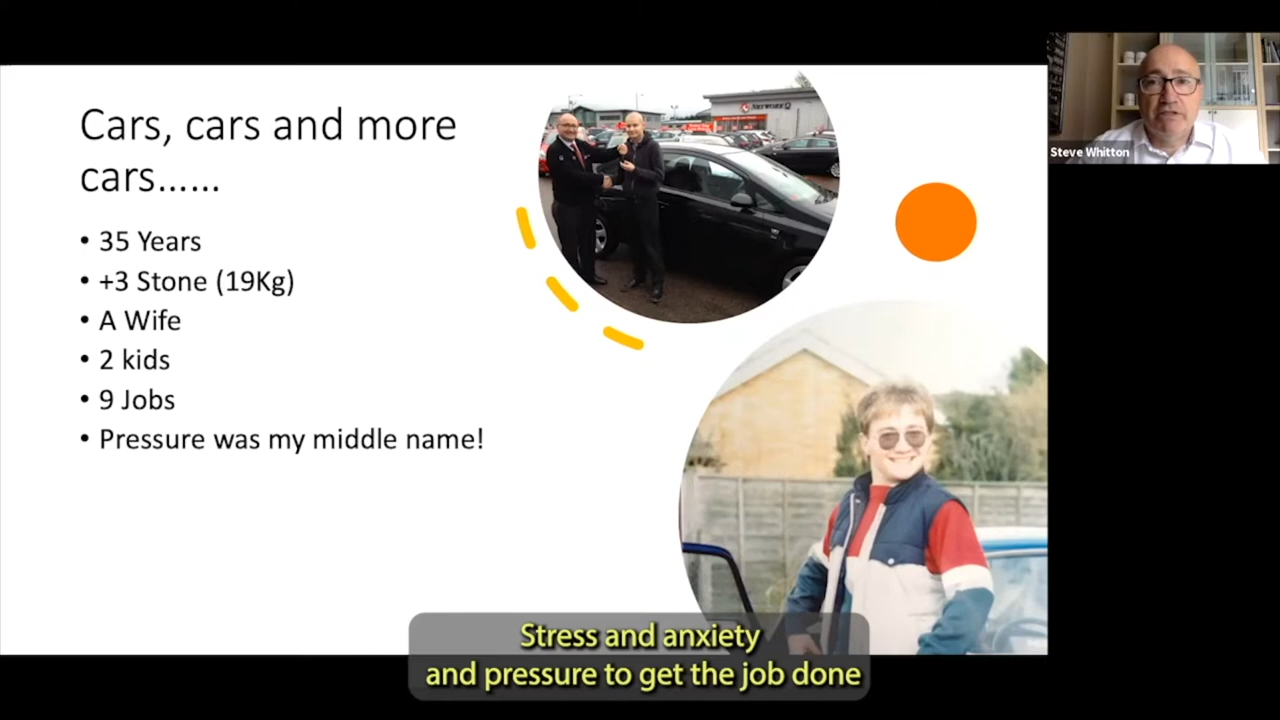 Cars, cars and more
cars......
• 35 Years
• +3 Stone (19Kg)
• A Wife
• 2 kids
• 9 Jobs
• Pressure was my middle name!
NETWORK Q
Steve Whitton
Stress and anxiety
and pressure to get the job done